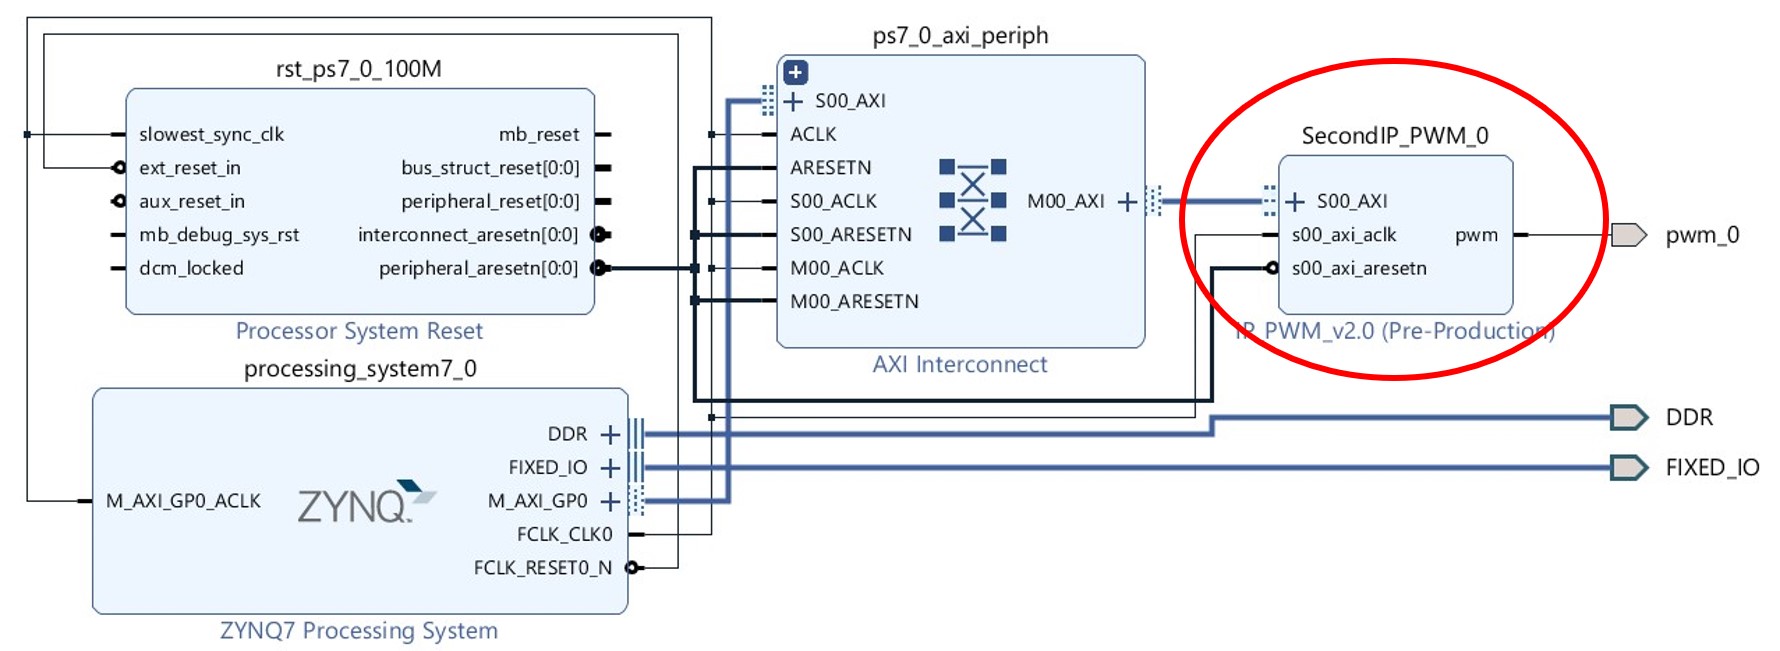 rst_ps7_0_100M
slowest_sync_clk
ext_reset_in
aux_reset_in
mb_debug_sys_rst
dcm_locked
mb_reset
bus_struct_reset[0:0]
peripheral_reset[0:0]
interconnect_aresetn[0:0]
peripheral_aresetn[0:0]
Processor System Reset
processing_system7_0
M_AXI_GP0_ACLK
ZYNQ
DDR
FIXED_IO
M_AXI_GP0
FCLK_CLK0
FCLK_RESET0_N
ZYNQ7 Processing System
ps7_0_axi_periph
S00_AXI
ACLK
ARESETN
S00_ACLK
S00_ARESETN
M00_ACLK
M00_ARESETN
M00_AXI
AXI Interconnect
SecondIP_PWM_0
S00_AXI
s00_axi_aclk
s00_axi_aresetn
pwm
IP_PWM_v2.0 (Pre-Production)
pwm_0
DDR
FIXED_IO